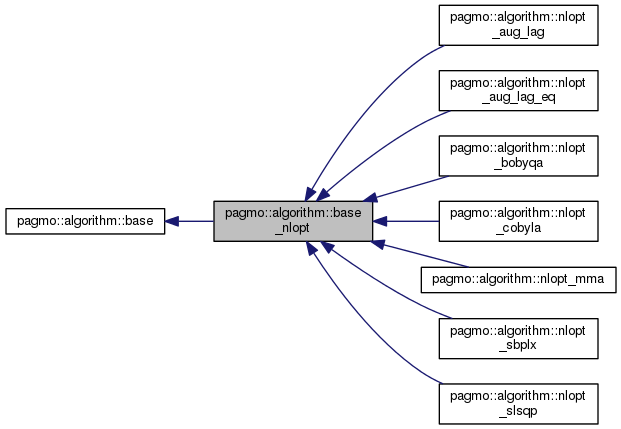 pagmo::algorithm::base
pagmo::algorithm::base
_nlopt
pagmo::algorithm::nlopt
_aug_lag
pagmo::algorithm::nlopt
_aug_lag_eq
pagmo::algorithm::nlopt
_bobyqa
pagmo::algorithm::nlopt
_cobyla
pagmo::algorithm::nlopt_mma
pagmo::algorithm::nlopt
_sbplx
pagmo::algorithm::nlopt
_slsqp